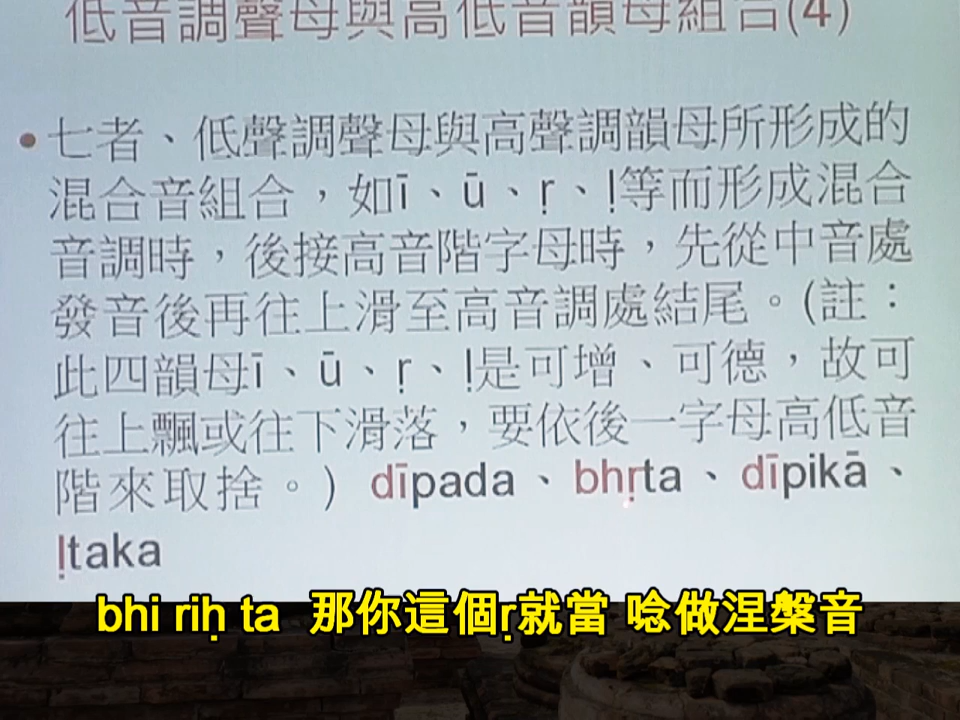 低音調聲母與高低音韻母組合(4)
•七者、低聲調聲母與高聲調韻母所形成的
混合音組合，如ī、ū、ṛ、ḷ等而形成混合
音調時，後接高音階字母時，先從中音處
發音後再往上滑至高音調處結尾。(註：
此四韻母ī、ū、ṛ、ḷ是可增、可德，故可
往上飄或往下滑落，要依後一字母高低音
階來取捨。) dīpada、bhṛta、dīpikā、
ḷtaka
bhi riḥ ta 那你這個ṛ就當 唸做涅槃音